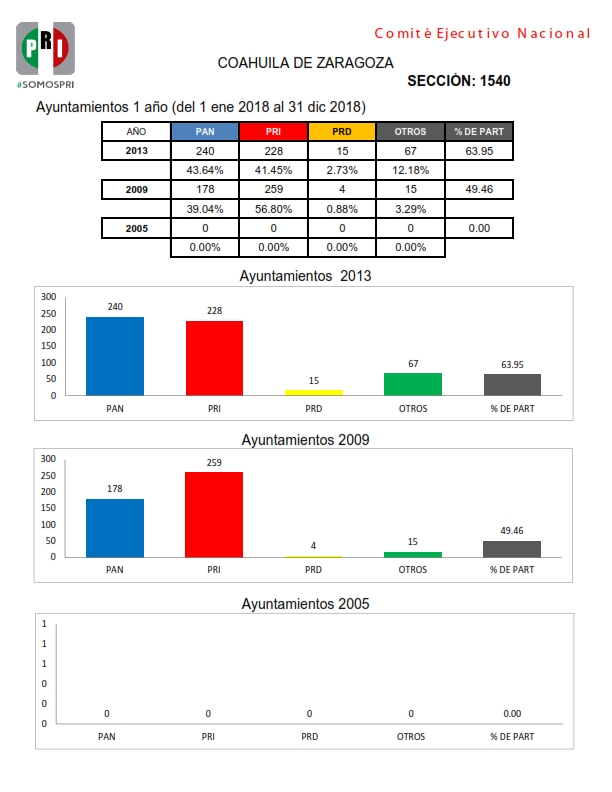 Comité Ejecutivo Nacional
PRI
#SOMOSPRI
COAHUILA DE ZARAGOZA
SECCIÓN: 1540
Ayuntamientos 1 año (del 1 ene 2018 al 31 dic 2018)
AÑO PAN PRI PRD OTROS % DE PART
2013 240 228 15 67 63.95
43.64% 41.45% 2.73% 12.18%
2009 178 259 4 15 49.46
39.04% 56.80% 0.88% 3.29%
2005 0 0 0 0 0.00
0.00% 0.00% 0.00% 0.00%
Ayuntamientos 2013
300
250
200
150
100
50
0
240 228 15 67 63.95
PAN PRI PRD OTROS % DE PART
Ayuntamientos 2009
300
250
200
150
100
50
0
178 259 4 15 49.46
PAN PRI PRD OTROS % DE PART
Ayuntamientos 2005
1
1
1
0
0
0
0 0 0 0 0.00
PAN PRI PRD OTROS % DE PART